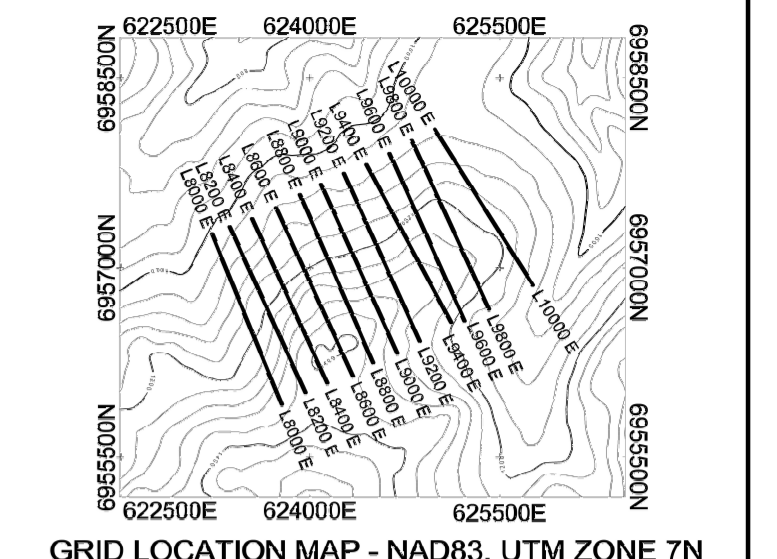 622500E 624000E 625500E
6958500N
6958500N
L8000 E
L8200 E
L8400 E
L8600 E
L8800 E
L9000 E
L9200 E
L9400 E
L9600 E
L9800 E
L10000 E
6957000N
6957000N
L8000 E
L8200 E
L8400 E
L8600 E
L8800 E
L9000 E
L9200 E
L9400 E
L9600 E
L9800 E
L10000 E
6955500N
6955500N
622500E 624000E 625500E
GRID LOCATION MAP - NAD83, UTM ZONE 7N